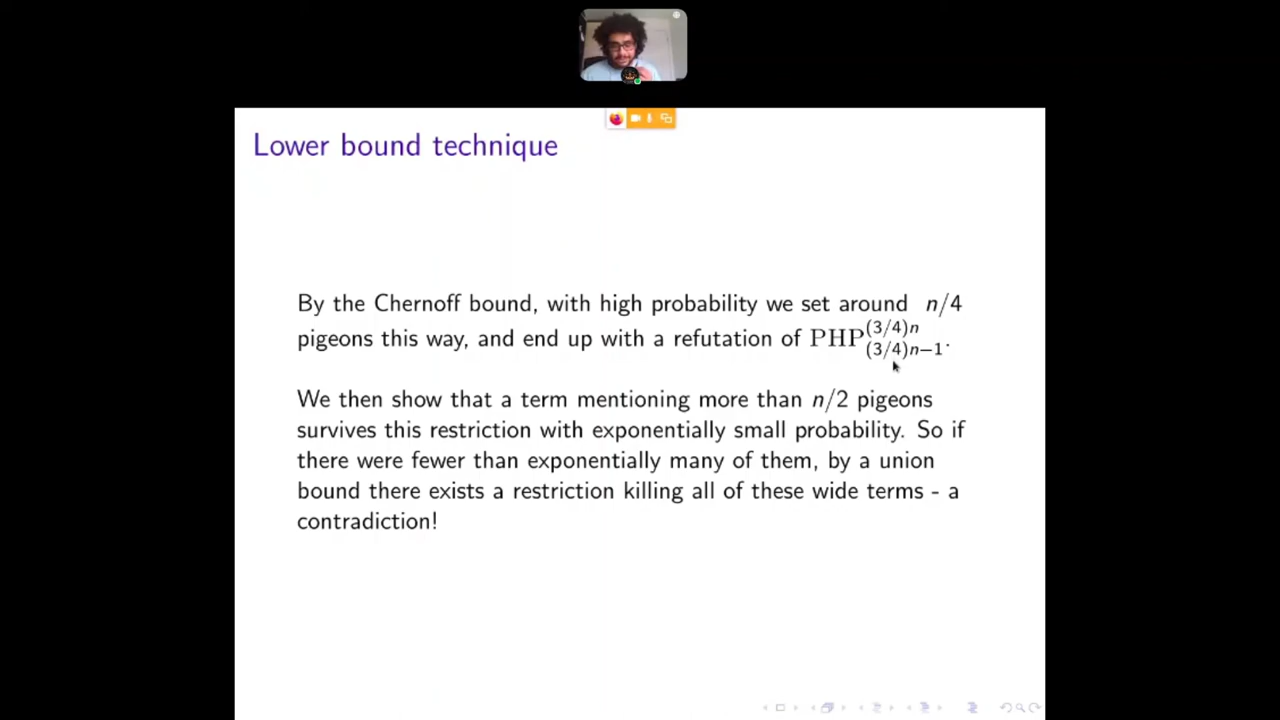 Lower bound technique
By the Chernoff bound, with high probability we set around n/4
pigeons this way, and end up with a refutation of PHP^{(3/4)n}_{(3/4)n−1}.
We then show that a term mentioning more than n/2 pigeons
survives this restriction with exponentially small probability. So if
there were fewer than exponentially many of them, by a union
bound there exists a restriction killing all of these wide terms - a
contradiction!